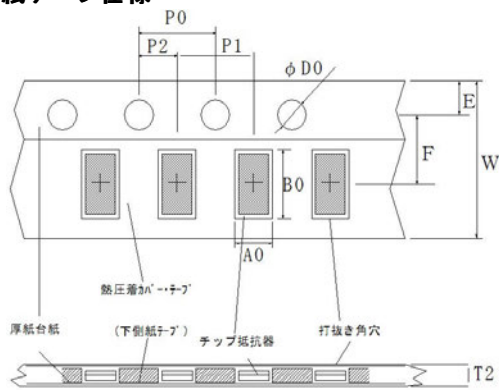 P0
P2
P1
φD0
E
F
W
B0
A0
熱圧着ｶﾊﾞｰ･ﾃｰﾌﾟ
厚紙台紙
(下側紙ﾃｰﾌﾟ)
チップ抵抗器
打抜き角穴
T2